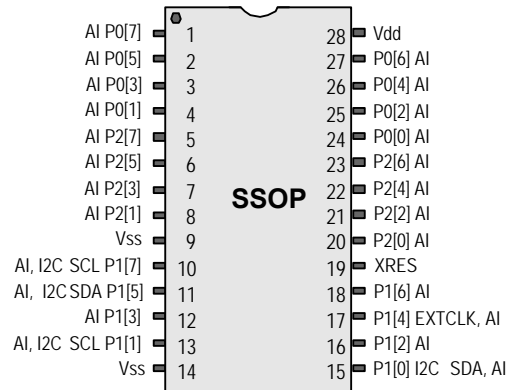 AI P0[7] 1 28 Vdd
AI P0[5] 2 27 P0[6] AI
AI P0[3] 3 26 P0[4] AI
AI P0[1] 4 25 P0[2] AI
AI P2[7] 5 24 P0[0] AI
AI P2[5] 6 23 P2[6] AI
AI P2[3] 7 SSOP 22 P2[4] AI
AI P2[1] 8 21 P2[2] AI
Vss 9 20 P2[0] AI
AI, I2C SCL P1[7] 10 19 XRES
AI, I2C SDA P1[5] 11 18 P1[6] AI
AI P1[3] 12 17 P1[4] EXTCLK, AI
AI, I2C SCL P1[1] 13 16 P1[2] AI
Vss 14 15 P1[0] I2C SDA, AI